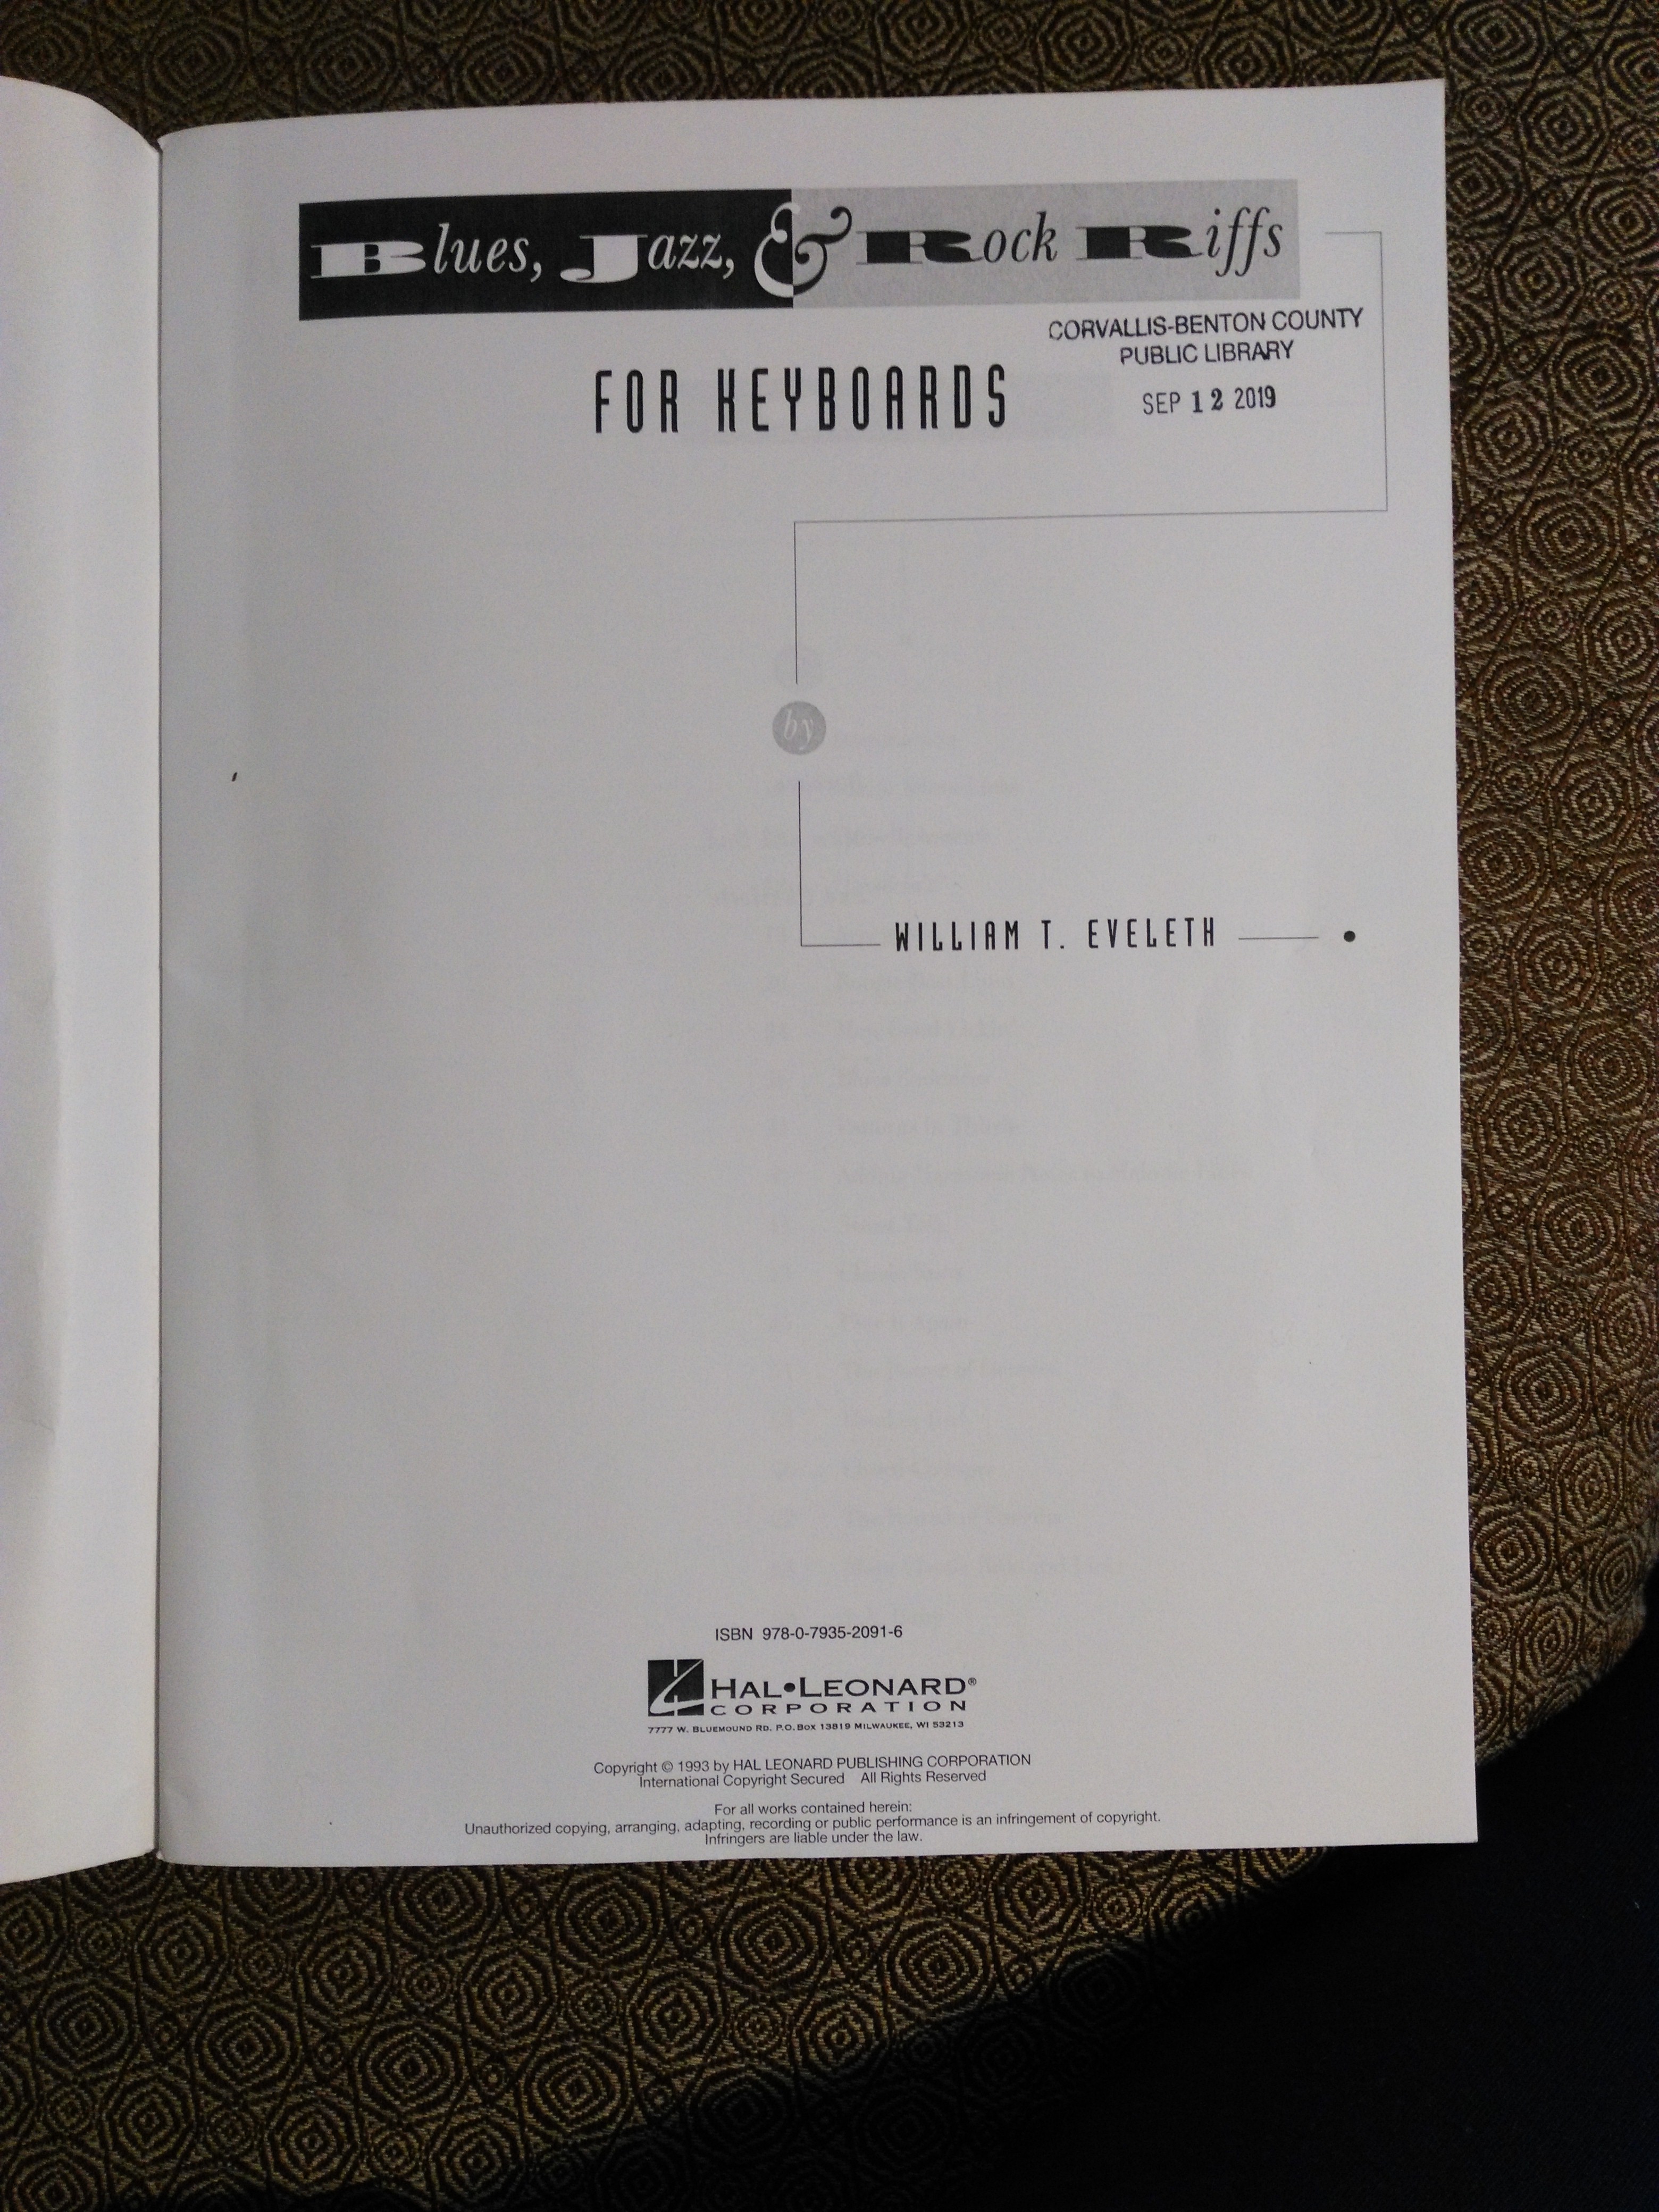 Blues, Jazz, & Rock Riffs
FOR KEYBOARDS
CORVALLIS-BENTON COUNTY
PUBLIC LIBRARY
SEP 12 2019
by
WILLIAM T. EVELETH
ISBN 978-0-7935-2091-6
HAL•LEONARD®
CORPORATION
7777 W. BLUEMOUND RD. P.O. BOX 13819 MILWAUKEE, WI 53213
Copyright © 1993 by HAL LEONARD PUBLISHING CORPORATION
International Copyright Secured All Rights Reserved
For all works contained herein:
Unauthorized copying, arranging, adapting, recording or public performance is an infringement of copyright.
Infringers are liable under the law.